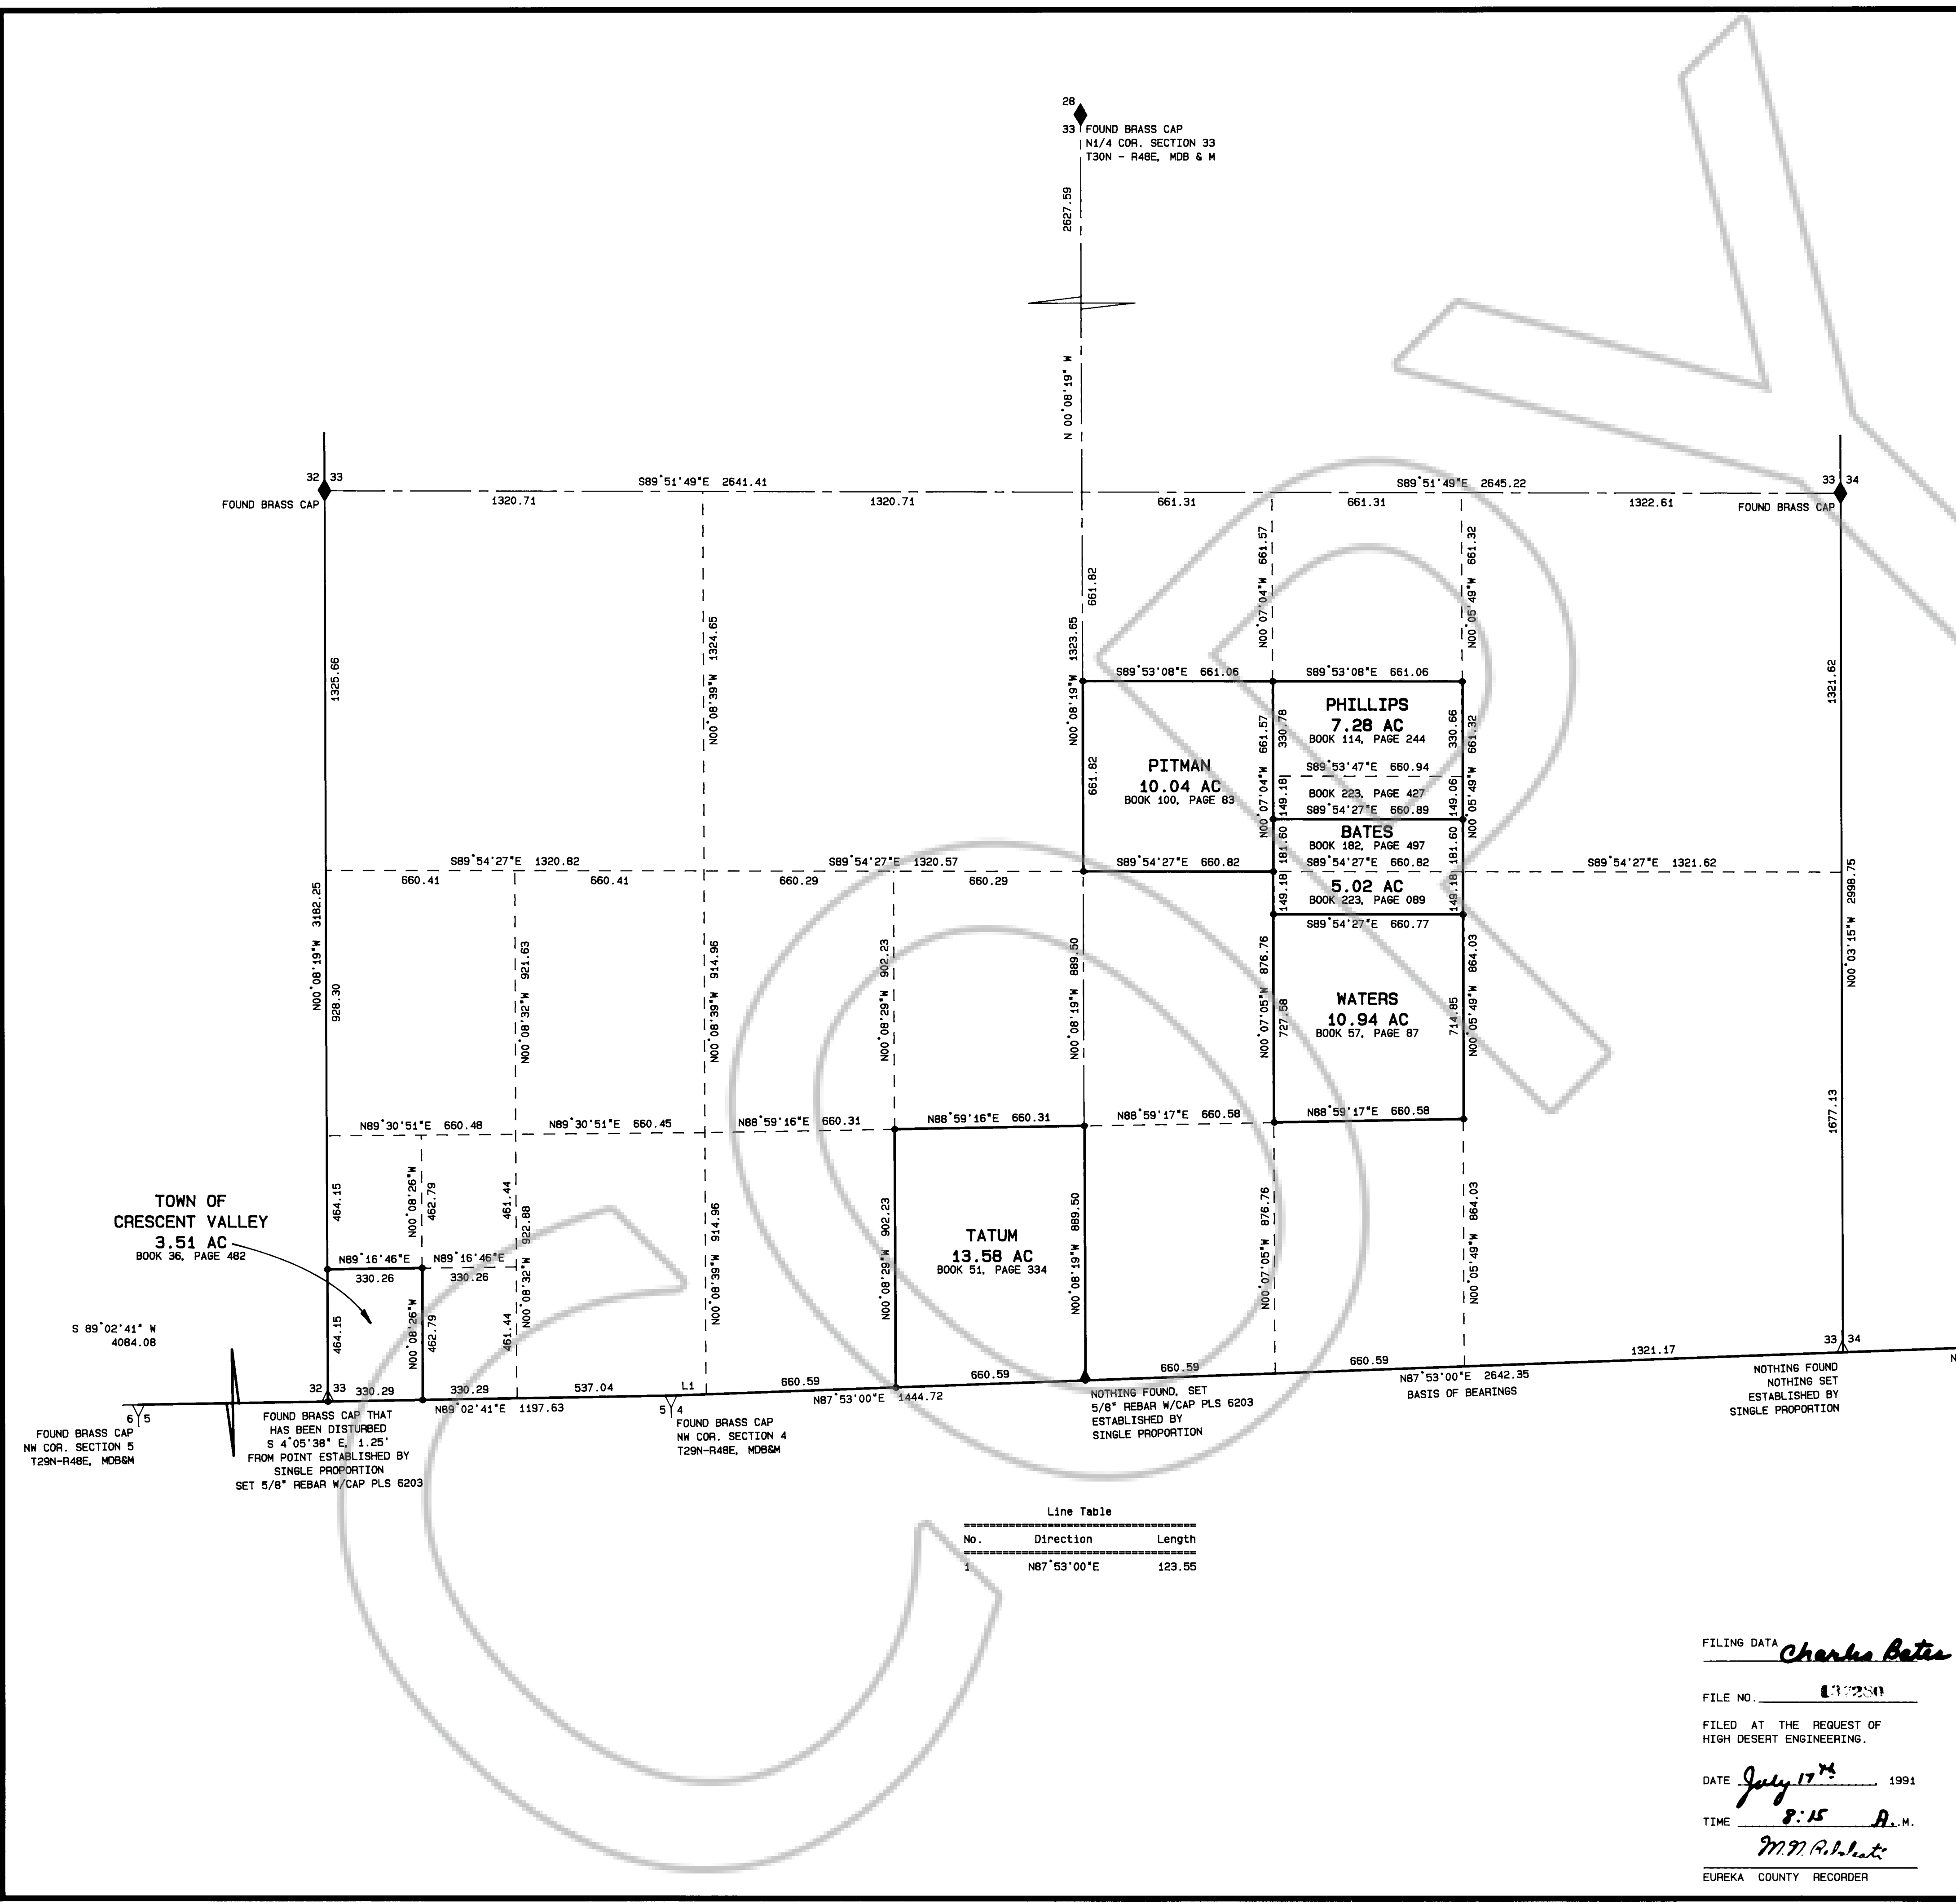 28
33
FOUND BRASS CAP
N1/4 COR. SECTION 33
T30N - R48E, MDB & M
2627.59
N 00°08'19" W
32 33
FOUND BRASS CAP
S89°51'49"E 2641.41
1320.71
1320.71
S89°51'49"E 2645.22
661.31
661.31
1322.61
33 34
FOUND BRASS CAP
1325.66
N00°08'39"W 1324.65
661.82
N00°08'19"W 1323.65
661.82
N00°07'04"W 661.57
N00°05'49"W 661.32
1321.62
S89°53'08"E 661.06
S89°53'08"E 661.06
PITMAN
10.04 AC
BOOK 100, PAGE 83
N00°07'04"W 661.57
330.78
PHILLIPS
7.28 AC
BOOK 114, PAGE 244
330.66
N00°05'49"W 661.32
S89°53'47"E 660.94
149.18
BOOK 223, PAGE 427
149.06
S89°54'27"E 660.89
181.60
BATES
BOOK 182, PAGE 497
181.60
S89°54'27"E 1320.82
660.41
660.41
S89°54'27"E 1320.57
660.29
660.29
S89°54'27"E 660.82
S89°54'27"E 660.82
S89°54'27"E 1321.62
149.18
5.02 AC
BOOK 223, PAGE 089
149.18
S89°54'27"E 660.77
N00°08'19"W 3182.25
928.30
N00°08'32"W 921.63
N00°08'39"W 914.96
N00°08'29"W 902.23
N00°08'19"W 889.50
N00°07'05"W 876.76
727.58
WATERS
10.94 AC
BOOK 57, PAGE 87
714.85
N00°05'49"W 864.03
N00°03'15"W 2998.75
1677.13
N89°30'51"E 660.48
N89°30'51"E 660.45
N88°59'16"E 660.31
N88°59'16"E 660.31
N88°59'17"E 660.58
N88°59'17"E 660.58
TOWN OF
CRESCENT VALLEY
3.51 AC
BOOK 36, PAGE 482
464.15
N00°08'26"W
462.79
461.44
N89°16'46"E
330.26
N89°16'46"E
330.26
464.15
N00°08'26"W
462.79
461.44
N00°08'32"W 922.88
N00°08'39"W 914.96
N00°08'29"W 902.23
TATUM
13.58 AC
BOOK 51, PAGE 334
N00°08'19"W 889.50
N00°07'05"W 876.76
N00°05'49"W 864.03
S 89°02'41" W
4084.08
6 5
FOUND BRASS CAP
NW COR. SECTION 5
T29N-R48E, MDB&M
32 33
330.29
330.29
N89°02'41"E 1197.63
537.04
L1
660.59
N87°53'00"E 1444.72
660.59
660.59
660.59
N87°53'00"E 2642.35
BASIS OF BEARINGS
1321.17
33 34
N
FOUND BRASS CAP THAT
HAS BEEN DISTURBED
S 4°05'38" E, 1.25'
FROM POINT ESTABLISHED BY
SINGLE PROPORTION
SET 5/8" REBAR W/CAP PLS 6203
5 4
FOUND BRASS CAP
NW COR. SECTION 4
T29N-R48E, MDB&M
NOTHING FOUND, SET
5/8" REBAR W/CAP PLS 6203
ESTABLISHED BY
SINGLE PROPORTION
NOTHING FOUND
NOTHING SET
ESTABLISHED BY
SINGLE PROPORTION
Line Table
No. Direction Length
1 N87°53'00"E 123.55
COPY
FILING DATA Charles Bates
FILE NO. 137280
FILED AT THE REQUEST OF
HIGH DESERT ENGINEERING.
DATE July 17th, 1991
TIME 8:15 A.M.
M.N.
EUREKA COUNTY RECORDER